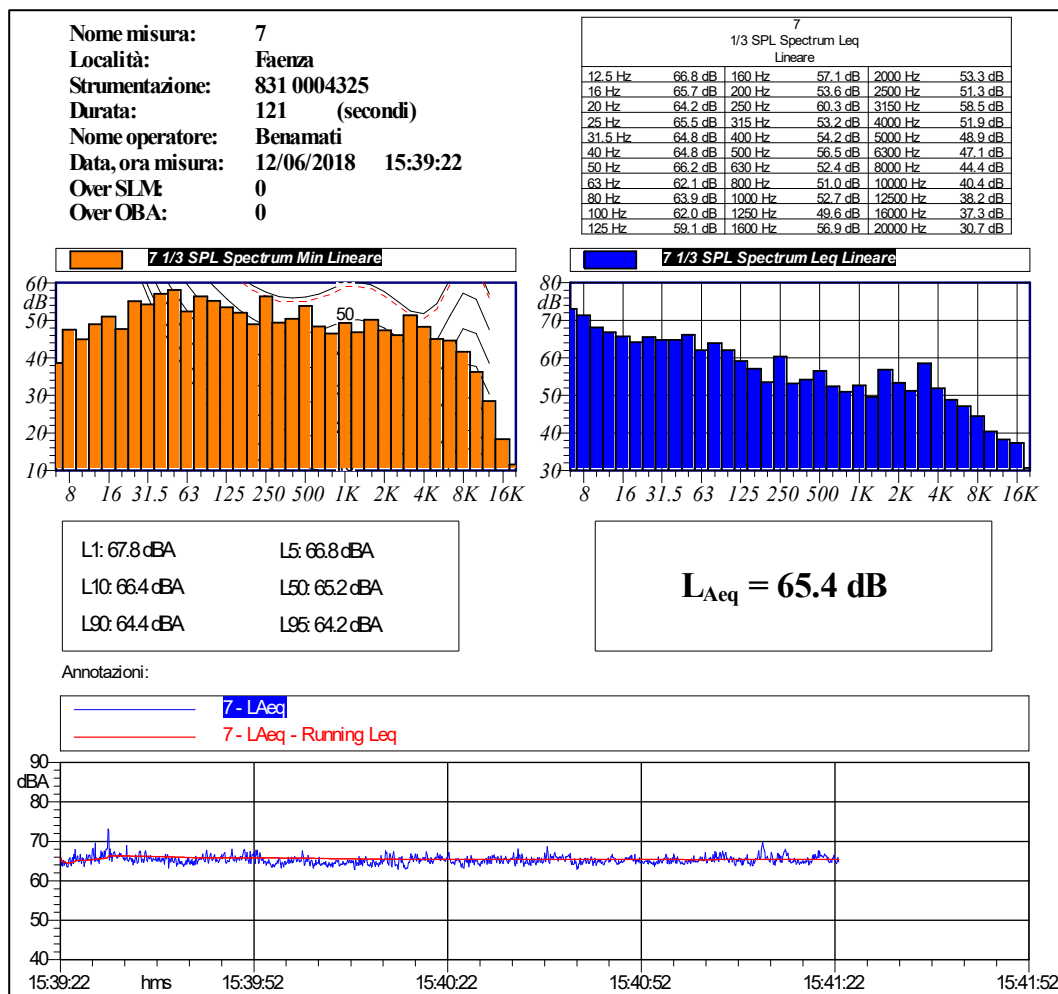 Nome misura: 7
Località: Faenza
Strumentazione: 831 0004325
Durata: 121 (secondi)
Nome operatore: Benamati
Data, ora misura: 12/06/2018 15:39:22
Over SLM: 0
Over OBA: 0
7
1/3 SPL Spectrum Leq
Lineare
12.5 Hz 66.8 dB 160 Hz 57.1 dB 2000 Hz 53.3 dB
16 Hz 65.7 dB 200 Hz 53.6 dB 2500 Hz 51.3 dB
20 Hz 64.2 dB 250 Hz 60.3 dB 3150 Hz 58.5 dB
25 Hz 65.5 dB 315 Hz 53.2 dB 4000 Hz 51.9 dB
31.5 Hz 64.8 dB 400 Hz 54.2 dB 5000 Hz 48.9 dB
40 Hz 64.8 dB 500 Hz 56.5 dB 6300 Hz 47.1 dB
50 Hz 66.2 dB 630 Hz 52.4 dB 8000 Hz 44.4 dB
63 Hz 62.1 dB 800 Hz 51.0 dB 10000 Hz 40.4 dB
80 Hz 63.9 dB 1000 Hz 52.7 dB 12500 Hz 38.2 dB
100 Hz 62.0 dB 1250 Hz 49.6 dB 16000 Hz 37.3 dB
125 Hz 59.1 dB 1600 Hz 56.9 dB 20000 Hz 30.7 dB
7 1/3 SPL Spectrum Min Lineare
60
dB
50
50
40
30
20
10
8 16 31.5 63 125 250 500 1K 2K 4K 8K 16K
7 1/3 SPL Spectrum Leq Lineare
80
dB
70
60
50
40
30
8 16 31.5 63 125 250 500 1K 2K 4K 8K 16K
L1: 67.8 dBA L5: 66.8 dBA
L10: 66.4 dBA L50: 65.2 dBA
L90: 64.4 dBA L95: 64.2 dBA
LAeq = 65.4 dB
Annotazioni:
7 - LAeq
7 - LAeq - Running Leq
90
dBA
80
70
60
50
40
15:39:22 hms 15:39:52 15:40:22 15:40:52 15:41:22 15:41:52